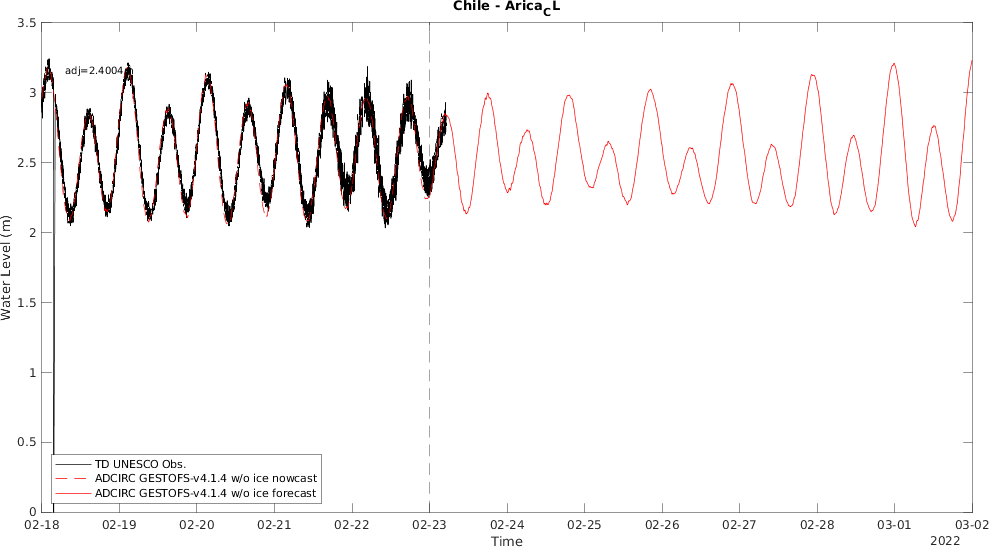 Chile - Arica_CL
3.5
adj=2.4004
3
2.5
2
1.5
1
0.5
0
Water Level (m)
TD UNESCO Obs.
ADCIRC GESTOFS-v4.1.4 w/o ice nowcast
ADCIRC GESTOFS-v4.1.4 w/o ice forecast
02-18 02-19 02-20 02-21 02-22 02-23 02-24 02-25 02-26 02-27 02-28 03-01 03-02
Time
2022